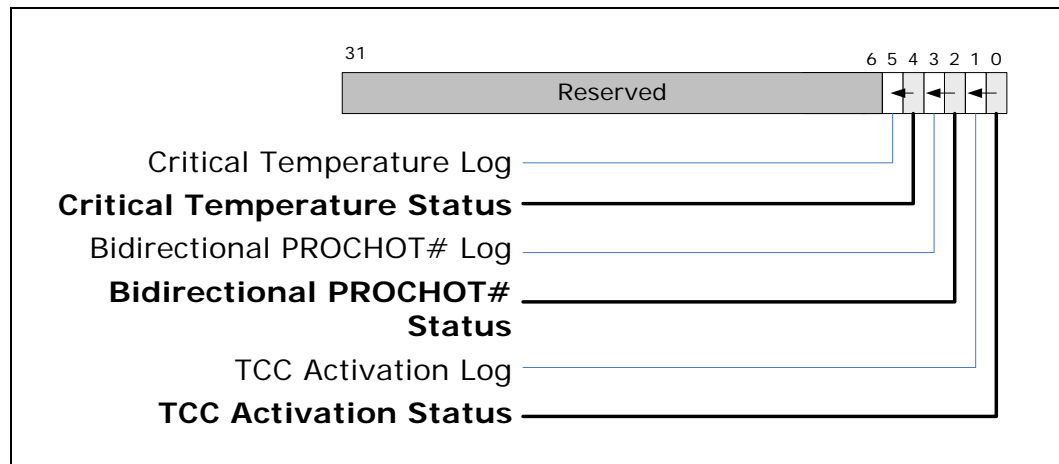 31
6 5 4 3 2 1 0
Reserved
Critical Temperature Log
Critical Temperature Status
Bidirectional PROCHOT# Log
Bidirectional PROCHOT#
Status
TCC Activation Log
TCC Activation Status